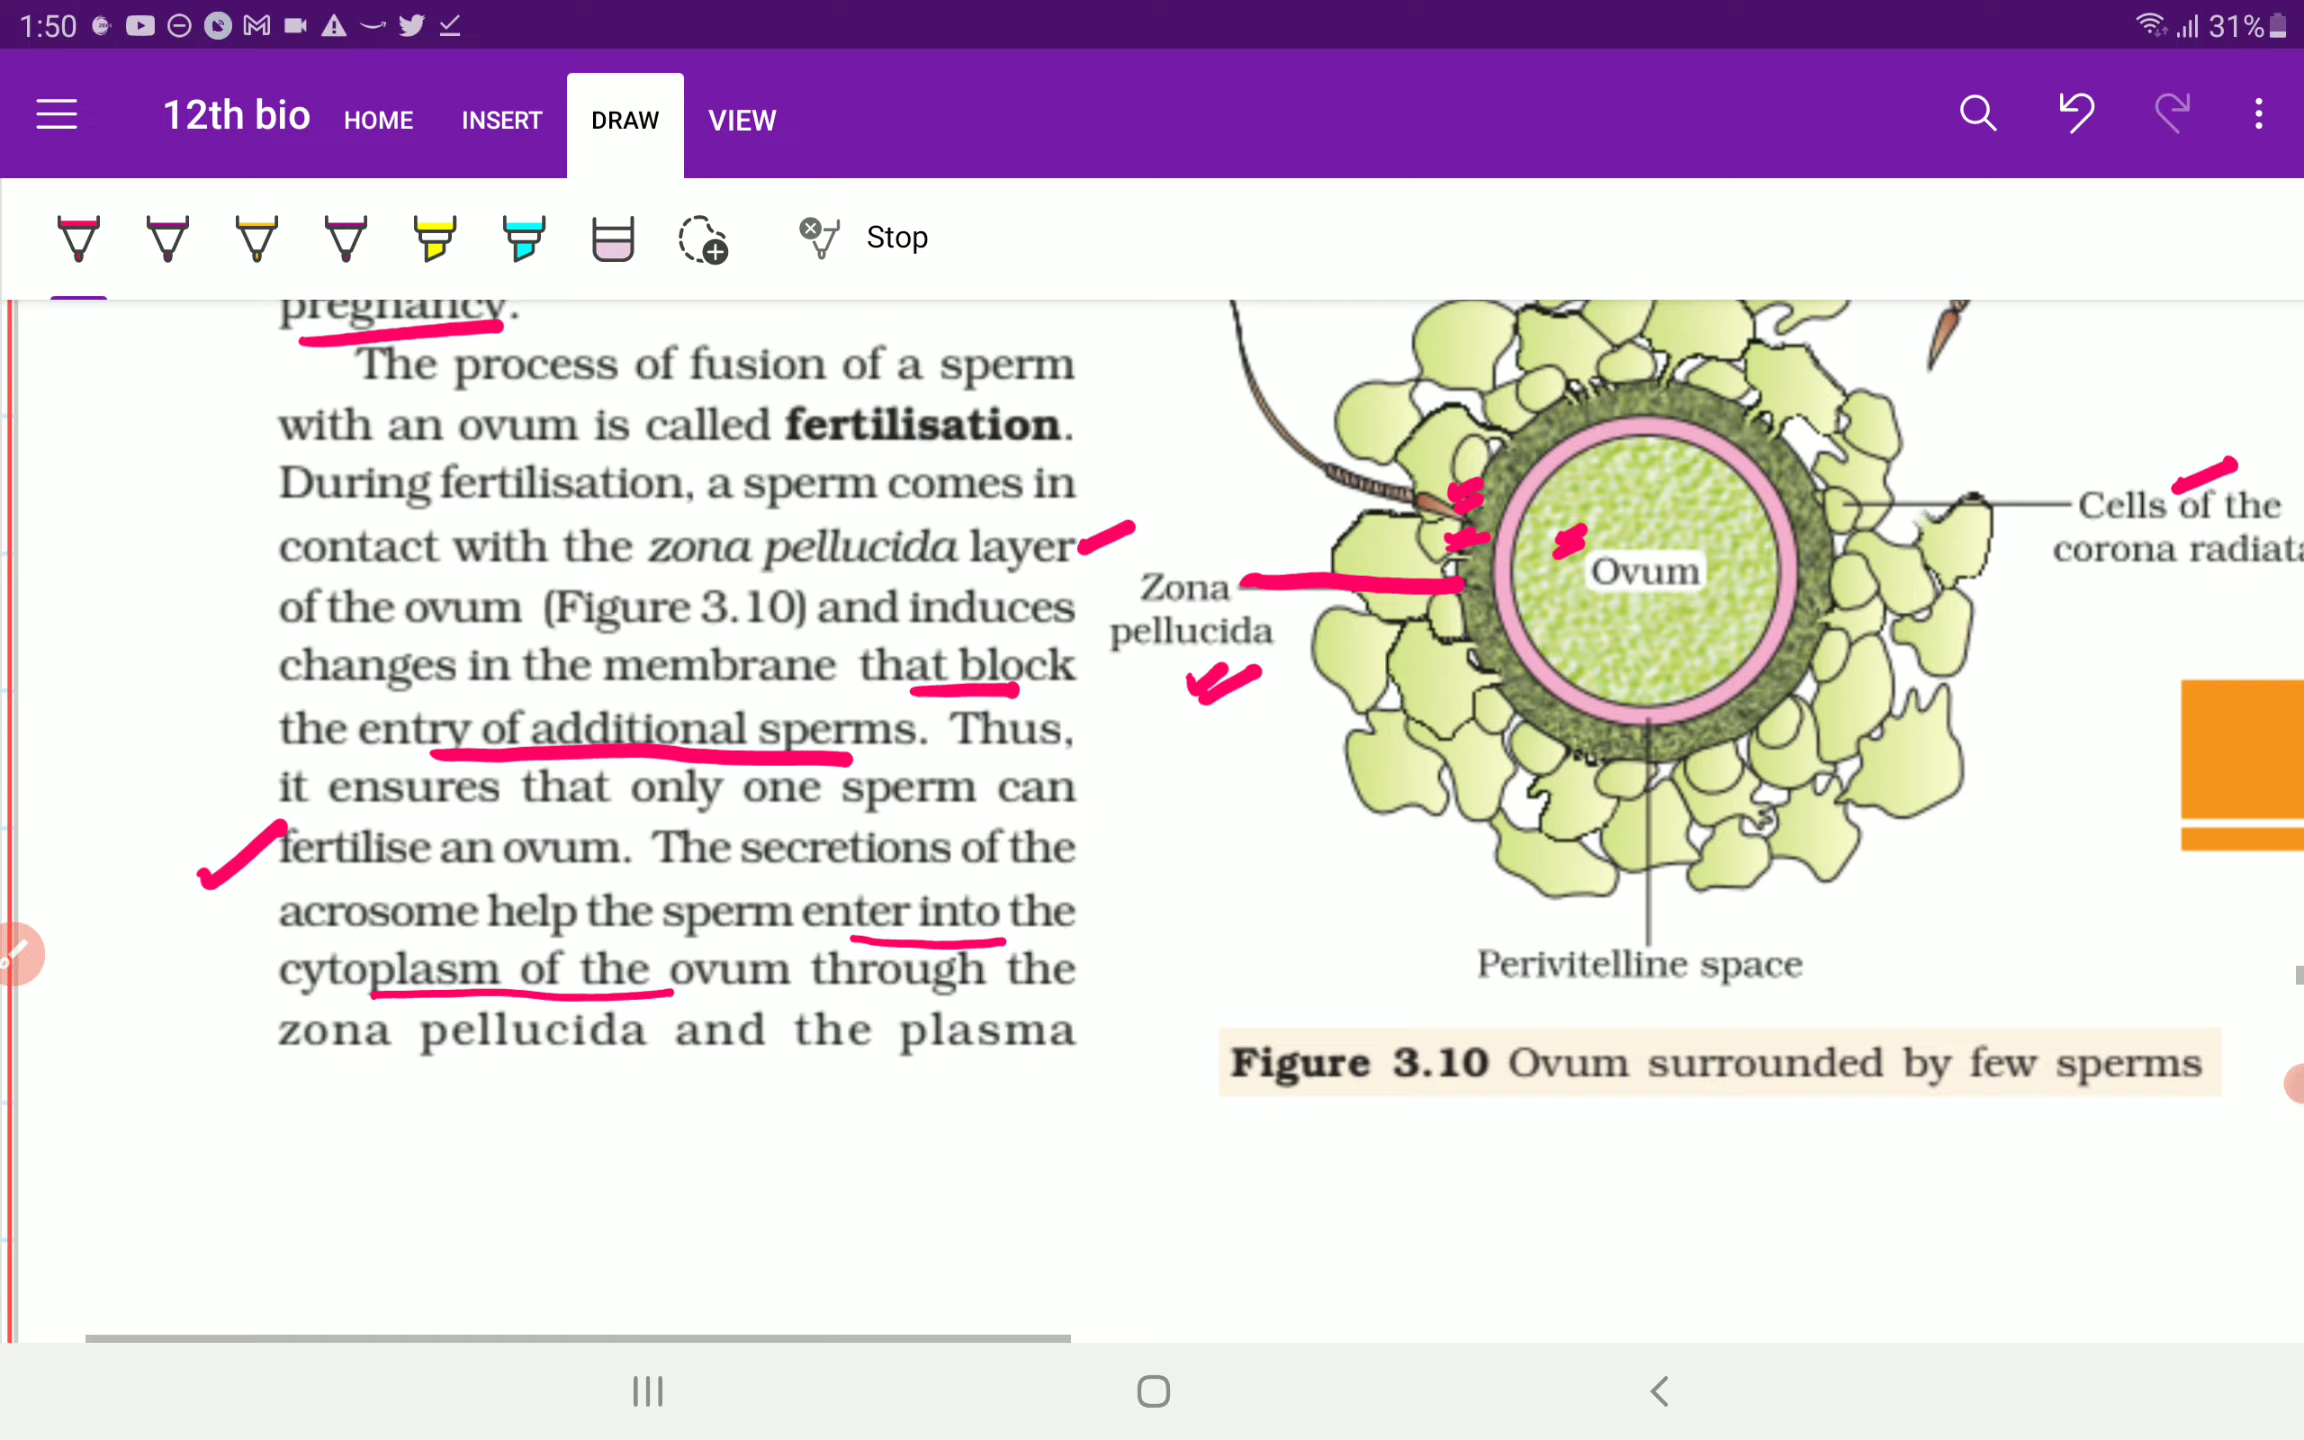 1:50
31%
12th bio
HOME
INSERT
DRAW
VIEW
Stop
pregnancy.
The process of fusion of a sperm
with an ovum is called fertilisation.
During fertilisation, a sperm comes in
contact with the zona pellucida layer
of the ovum (Figure 3.10) and induces
changes in the membrane that block
the entry of additional sperms. Thus,
it ensures that only one sperm can
fertilise an ovum. The secretions of the
acrosome help the sperm enter into the
cytoplasm of the ovum through the
zona pellucida and the plasma
Zona
pellucida
Ovum
Cells of the
corona radiata
Perivitelline space
Figure 3.10 Ovum surrounded by few sperms